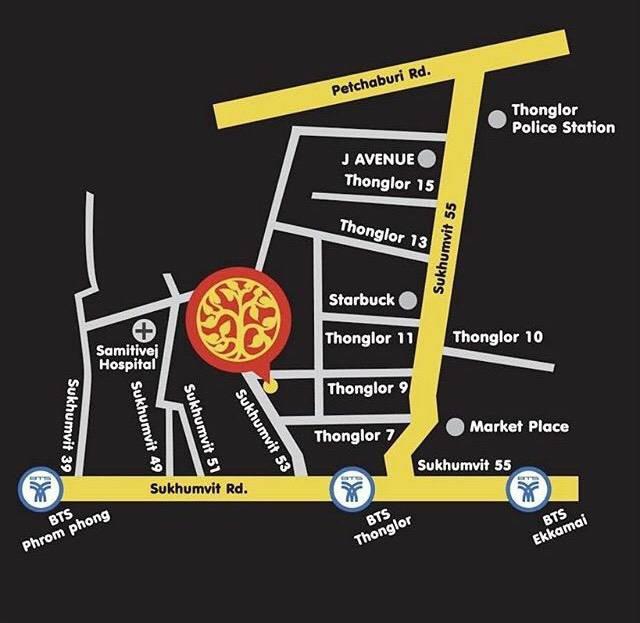 Petchaburi Rd.
Thonglor
Police Station
J AVENUE
Thonglor 15
Thonglor 13
Sukhumvit 55
Starbuck
Thonglor 11
Thonglor 10
Samitivej
Hospital
Thonglor 9
Sukhumvit 39
Sukhumvit 49
Sukhumvit 51
Sukhumvit 53
Market Place
Thonglor 7
Sukhumvit 55
BTS
Sukhumvit Rd.
BTS
BTS
BTS
Phrom phong
BTS
Thonglor
BTS
Ekkamai